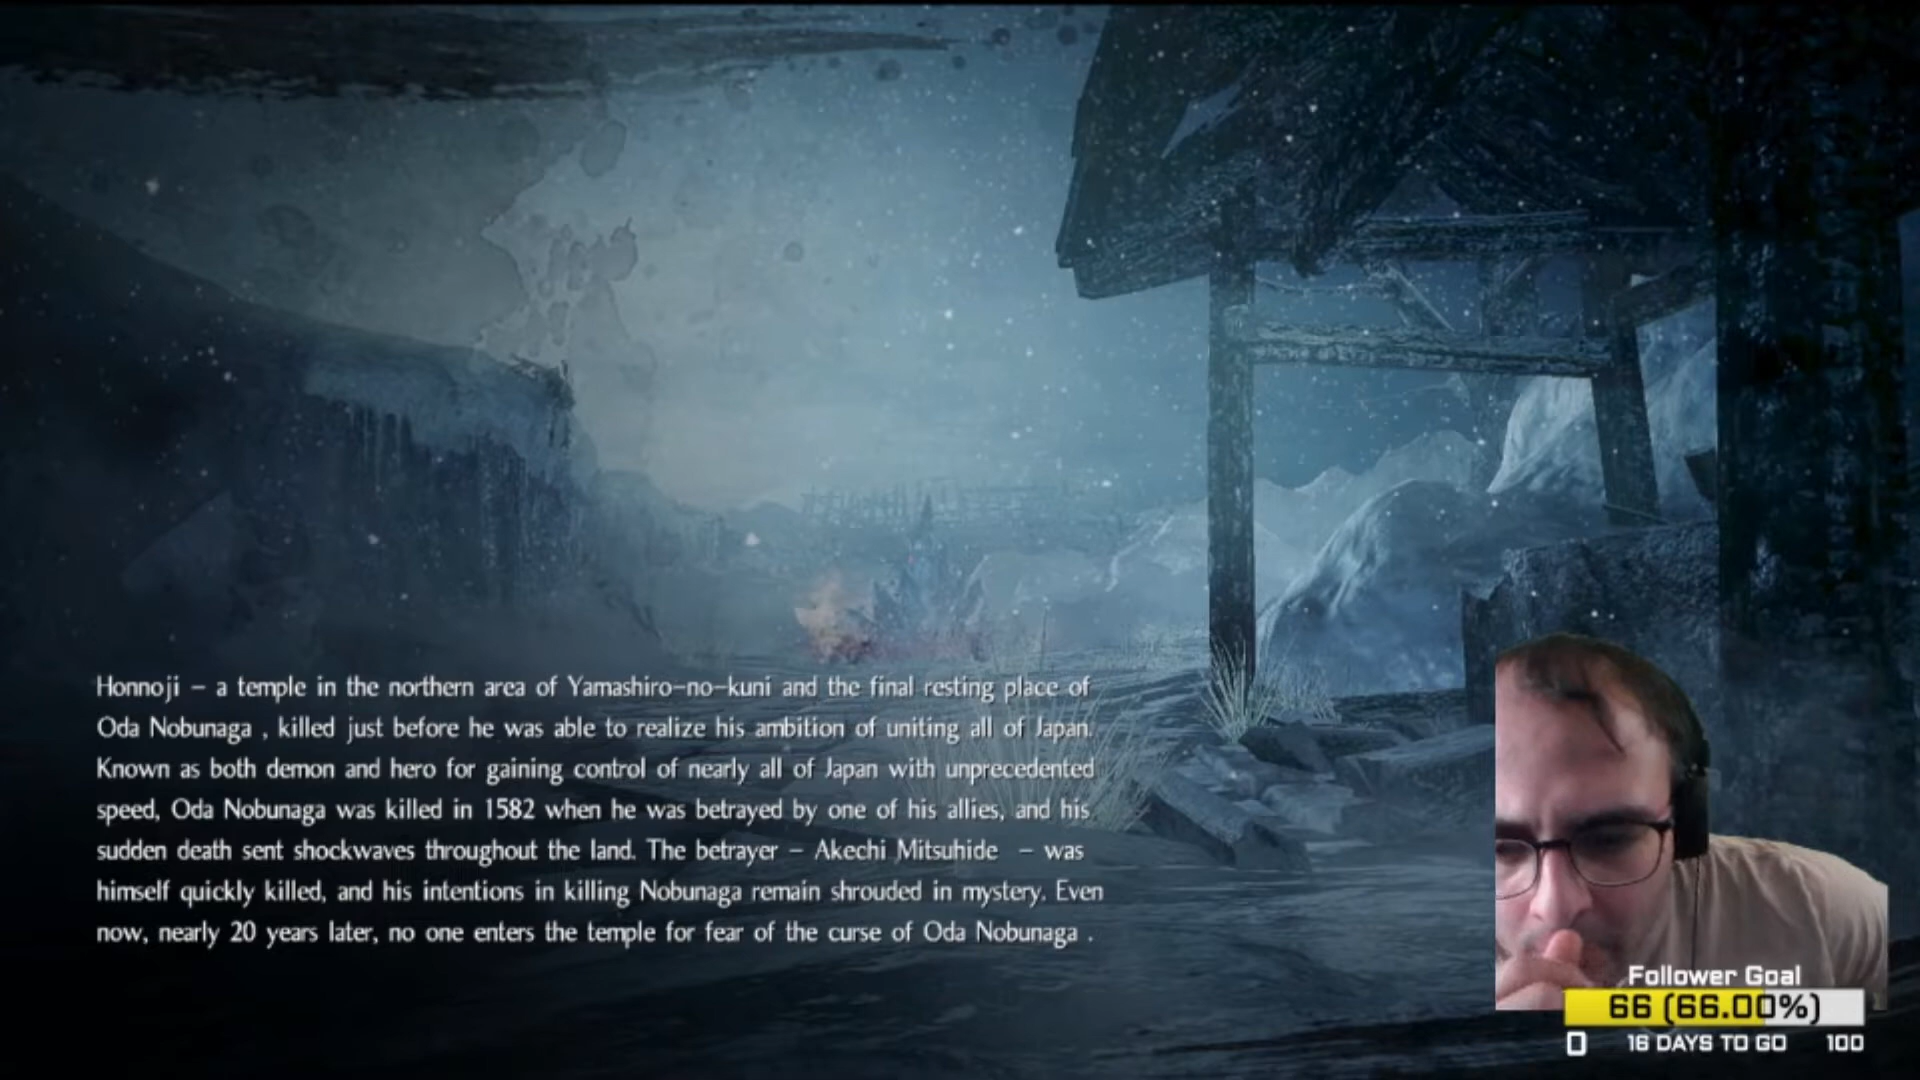 Honnoji – a temple in the northern area of Yamashiro-no-kuni and the final resting place of
Oda Nobunaga , killed just before he was able to realize his ambition of uniting all of Japan.
Known as both demon and hero for gaining control of nearly all of Japan with unprecedented
speed, Oda Nobunaga was killed in 1582 when he was betrayed by one of his allies, and his
sudden death sent shockwaves throughout the land. The betrayer – Akechi Mitsuhide – was
himself quickly killed, and his intentions in killing Nobunaga remain shrouded in mystery. Even
now, nearly 20 years later, no one enters the temple for fear of the curse of Oda Nobunaga .
Follower Goal
66 (66.00%)
0 16 DAYS TO GO 100